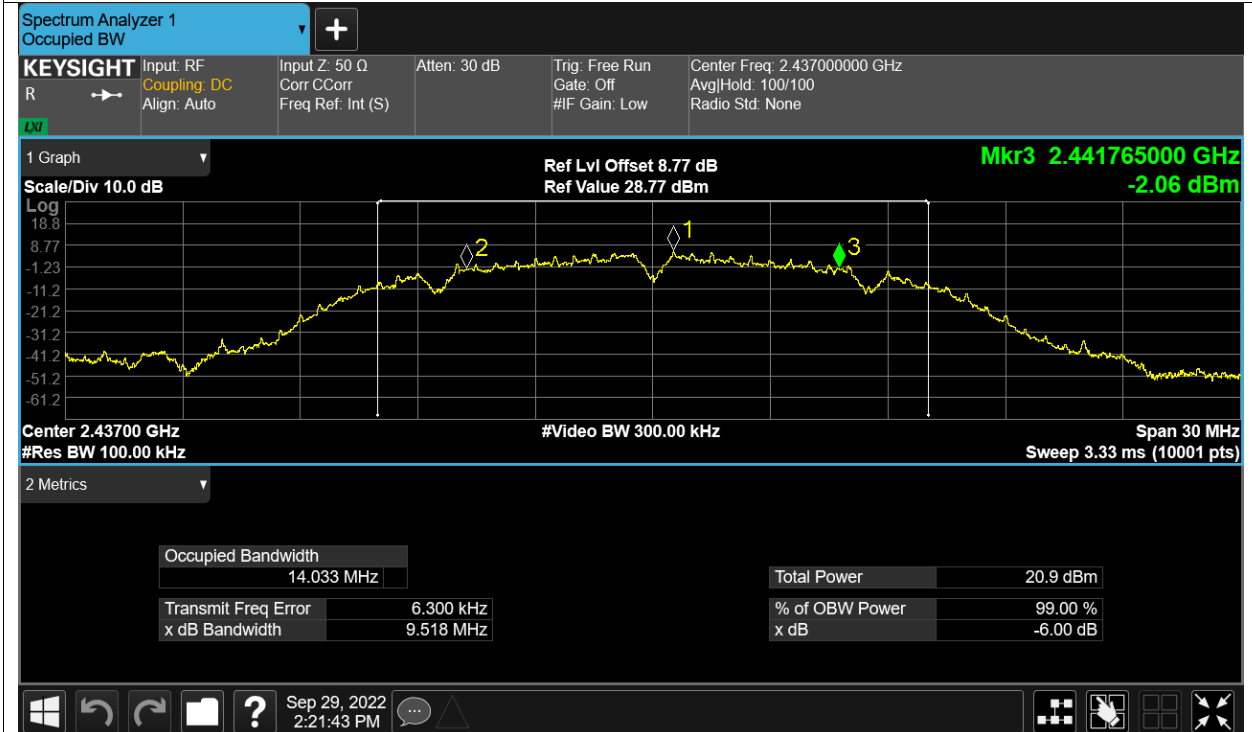 Spectrum Analyzer 1
Occupied BW
KEYSIGHT
R
LXI
Input: RF
Coupling: DC
Align: Auto
Input Z: 50 Ω
Corr CCorr
Freq Ref: Int (S)
Atten: 30 dB
Trig: Free Run
Gate: Off
#IF Gain: Low
Center Freq: 2.437000000 GHz
Avg|Hold: 100/100
Radio Std: None
1 Graph
Scale/Div 10.0 dB
Ref Lvl Offset 8.77 dB
Ref Value 28.77 dBm
Mkr3 2.441765000 GHz
-2.06 dBm
Log
18.8
8.77
-1.23
-11.2
-21.2
-31.2
-41.2
-51.2
-61.2
2
1
3
Center 2.43700 GHz
#Res BW 100.00 kHz
#Video BW 300.00 kHz
Span 30 MHz
Sweep 3.33 ms (10001 pts)
2 Metrics
Occupied Bandwidth
14.033 MHz
Transmit Freq Error 6.300 kHz
x dB Bandwidth 9.518 MHz
Total Power 20.9 dBm
% of OBW Power 99.00 %
x dB -6.00 dB
?
Sep 29, 2022
2:21:43 PM